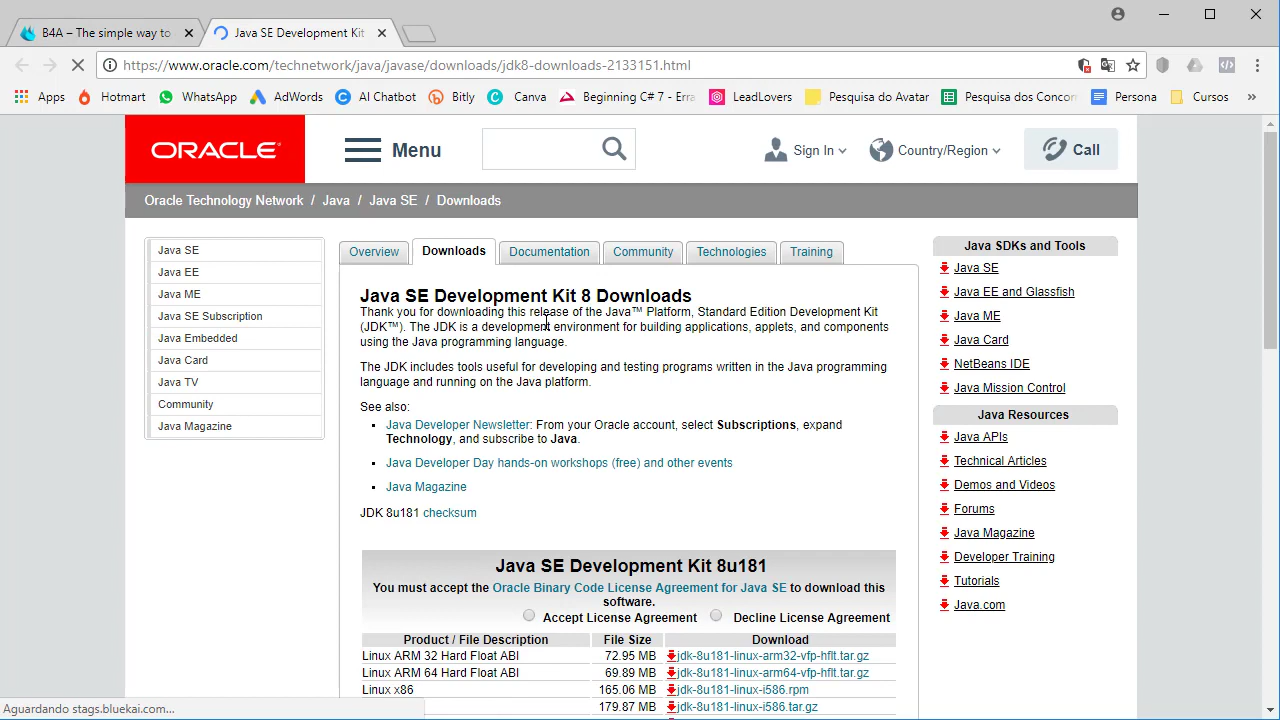 B4A – The simple way to
Java SE Development Kit
https://www.oracle.com/technetwork/java/javase/downloads/jdk8-downloads-2133151.html
Apps
Hotmart
WhatsApp
AdWords
AI Chatbot
Bitly
Canva
Beginning C# 7 - Erra
LeadLovers
Pesquisa do Avatar
Pesquisa dos Concor
Persona
Cursos
»
ORACLE
Menu
Sign In
Country/Region
Call
Oracle Technology Network / Java / Java SE / Downloads
Java SE
Java EE
Java ME
Java SE Subscription
Java Embedded
Java Card
Java TV
Community
Java Magazine
Overview
Downloads
Documentation
Community
Technologies
Training
Java SE Development Kit 8 Downloads
Thank you for downloading this release of the Java™ Platform, Standard Edition Development Kit
(JDK™). The JDK is a development environment for building applications, applets, and components
using the Java programming language.
The JDK includes tools useful for developing and testing programs written in the Java programming
language and running on the Java platform.
See also:
Java Developer Newsletter: From your Oracle account, select Subscriptions, expand
Technology, and subscribe to Java.
Java Developer Day hands-on workshops (free) and other events
Java Magazine
JDK 8u181 checksum
Java SE Development Kit 8u181
You must accept the Oracle Binary Code License Agreement for Java SE to download this
software.
Accept License Agreement Decline License Agreement
Product / File Description File Size Download
Linux ARM 32 Hard Float ABI 72.95 MB jdk-8u181-linux-arm32-vfp-hflt.tar.gz
Linux ARM 64 Hard Float ABI 69.89 MB jdk-8u181-linux-arm64-vfp-hflt.tar.gz
Linux x86 165.06 MB jdk-8u181-linux-i586.rpm
179.87 MB jdk-8u181-linux-i586.tar.gz
Java SDKs and Tools
Java SE
Java EE and Glassfish
Java ME
Java Card
NetBeans IDE
Java Mission Control
Java Resources
Java APIs
Technical Articles
Demos and Videos
Forums
Java Magazine
Developer Training
Tutorials
Java.com
Aguardando stags.bluekai.com...